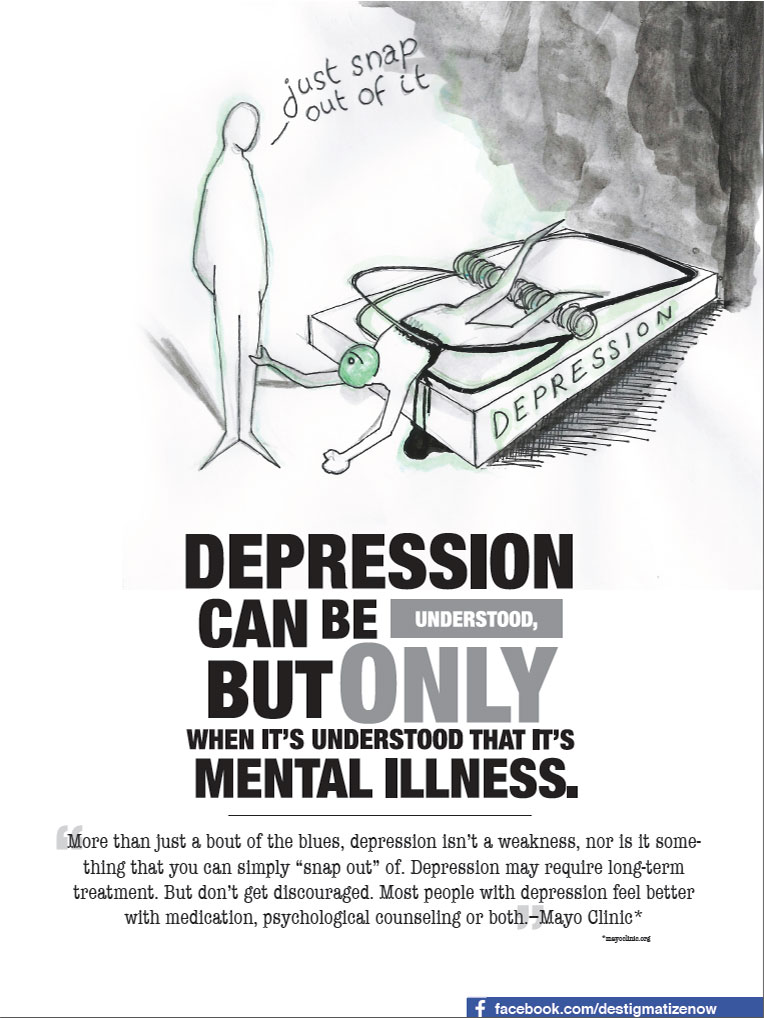 just snap
out of it
DEPRESSION
DEPRESSION
CAN BE UNDERSTOOD,
BUT ONLY
WHEN IT’S UNDERSTOOD THAT IT’S
MENTAL ILLNESS.
“More than just a bout of the blues, depression isn’t a weakness, nor is it some-
thing that you can simply “snap out” of. Depression may require long-term
treatment. But don’t get discouraged. Most people with depression feel better
with medication, psychological counseling or both.”—Mayo Clinic*
*mayoclinic.org
f facebook.com/destigmatizenow